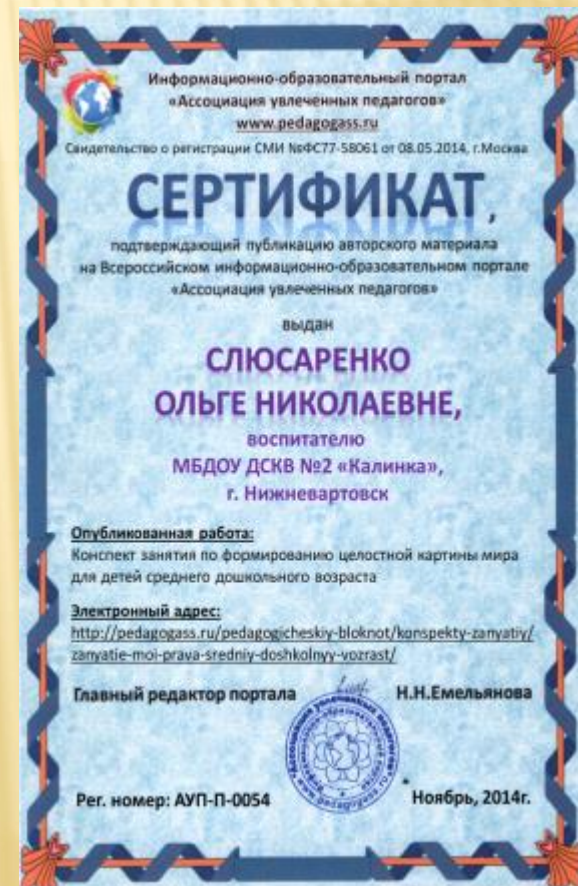 Информационно-образовательный портал
«Ассоциация увлеченных педагогов»
www.pedagogass.ru
Свидетельство о регистрации СМИ №ФС77-58061 от 08.05.2014, г.Москва
СЕРТИФИКАТ,
подтверждающий публикацию авторского материала
на Всероссийском информационно-образовательном портале
«Ассоциация увлеченных педагогов»
выдан
СЛЮСАРЕНКО
ОЛЬГЕ НИКОЛАЕВНЕ,
воспитателю
МБДОУ ДСКВ №2 «Калинка»,
г. Нижневартовск
Опубликованная работа:
Конспект занятия по формированию целостной картины мира
для детей среднего дошкольного возраста
Электронный адрес:
http://pedagogass.ru/pedagogicheskiy-bloknot/konspekty-zanyatiy/
zanyatie-moi-prava-sredniy-doshkolnyy-vozrast/
Главный редактор портала Н.Н.Емельянова
Рег. номер: АУП-П-0054 Ноябрь, 2014г.